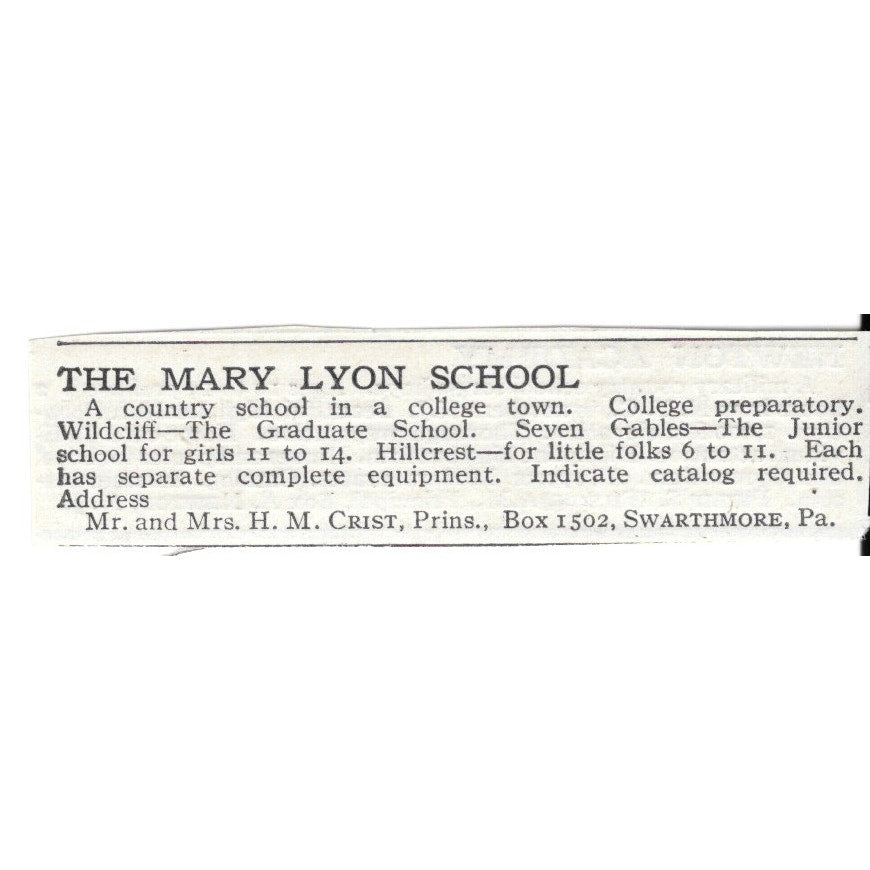 THE MARY LYON SCHOOL
A country school in a college town. College preparatory.
Wildcliff—The Graduate School. Seven Gables—The Junior
school for girls 11 to 14. Hillcrest—for little folks 6 to 11. Each
has separate complete equipment. Indicate catalog required.
Address
Mr. and Mrs. H. M. CRIST, Prins., Box 1502, SWARTHMORE, Pa.